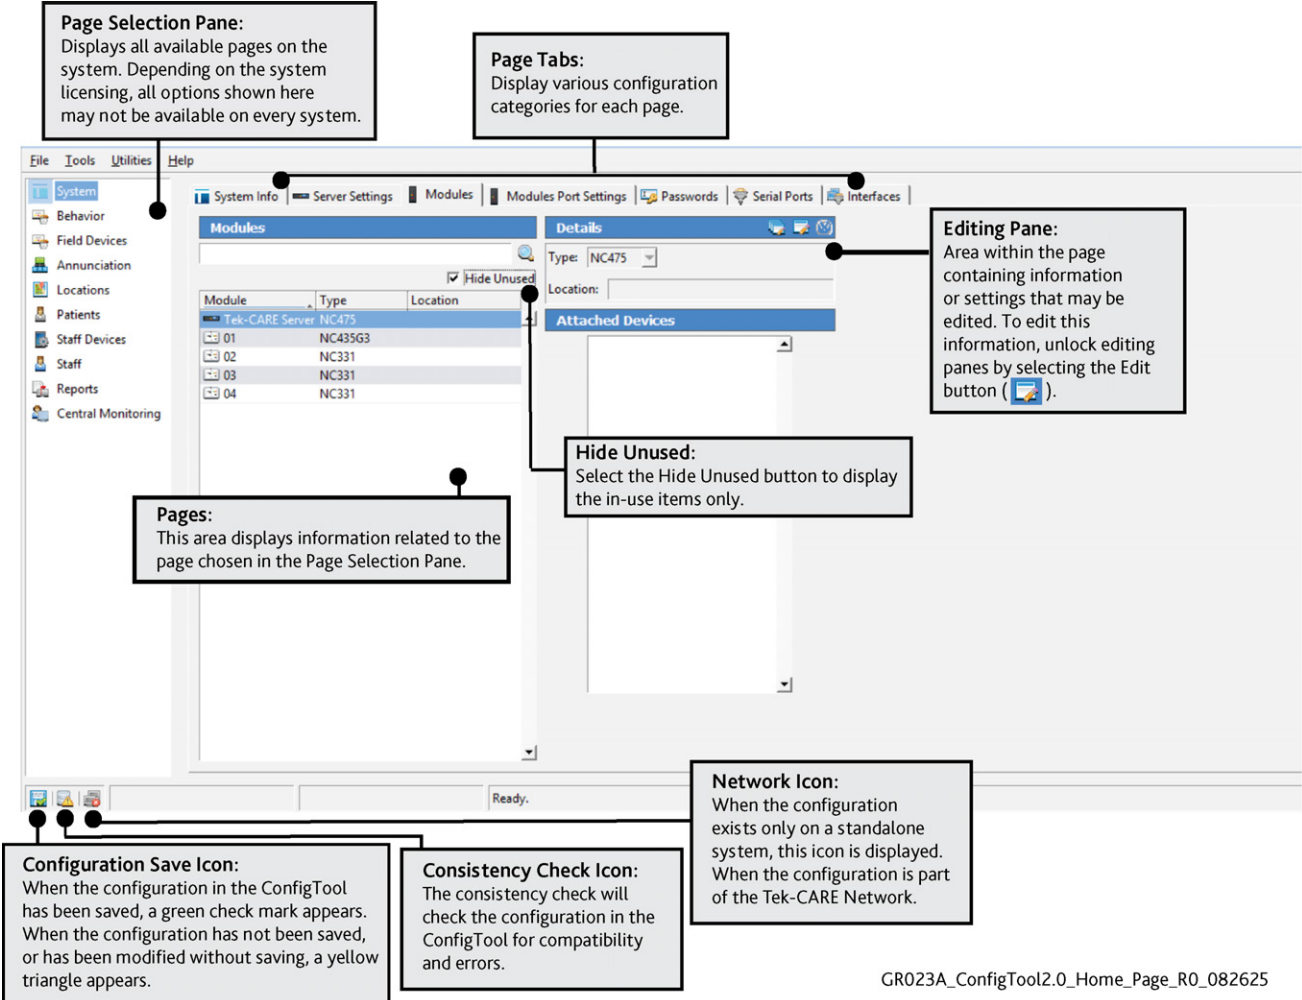 Page Selection Pane:
Displays all available pages on the
system. Depending on the system
licensing, all options shown here
may not be available on every system.
Page Tabs:
Display various configuration
categories for each page.
File Tools Utilities Help
System
Behavior
Field Devices
Annunciation
Locations
Patients
Staff Devices
Staff
Reports
Central Monitoring
System Info Server Settings Modules Modules Port Settings Passwords Serial Ports Interfaces
Modules
Hide Unused
Module Type Location
Tek-CARE Server NC475
01 NC435G3
02 NC331
03 NC331
04 NC331
Details
Type: NC475
Location:
Attached Devices
Editing Pane:
Area within the page
containing information
or settings that may be
edited. To edit this
information, unlock editing
panes by selecting the Edit
button ( ).
Hide Unused:
Select the Hide Unused button to display
the in-use items only.
Pages:
This area displays information related to the
page chosen in the Page Selection Pane.
Ready.
Network Icon:
When the configuration
exists only on a standalone
system, this icon is displayed.
When the configuration is part
of the Tek-CARE Network.
Configuration Save Icon:
When the configuration in the ConfigTool
has been saved, a green check mark appears.
When the configuration has not been saved,
or has been modified without saving, a yellow
triangle appears.
Consistency Check Icon:
The consistency check will
check the configuration in the
ConfigTool for compatibility
and errors.
GR023A_ConfigTool2.0_Home_Page_R0_082625